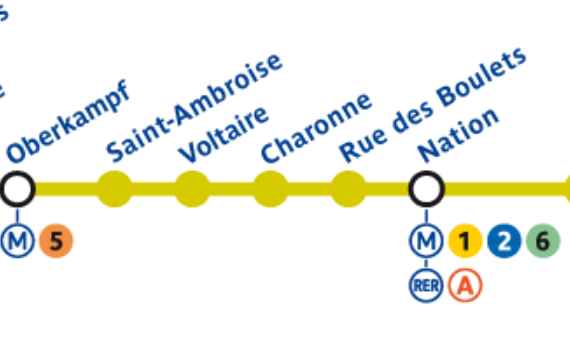 Oberkampf
Saint-Ambroise
Voltaire
Charonne
Rue des Boulets
Nation
M 5
M 1 2 6
RER A